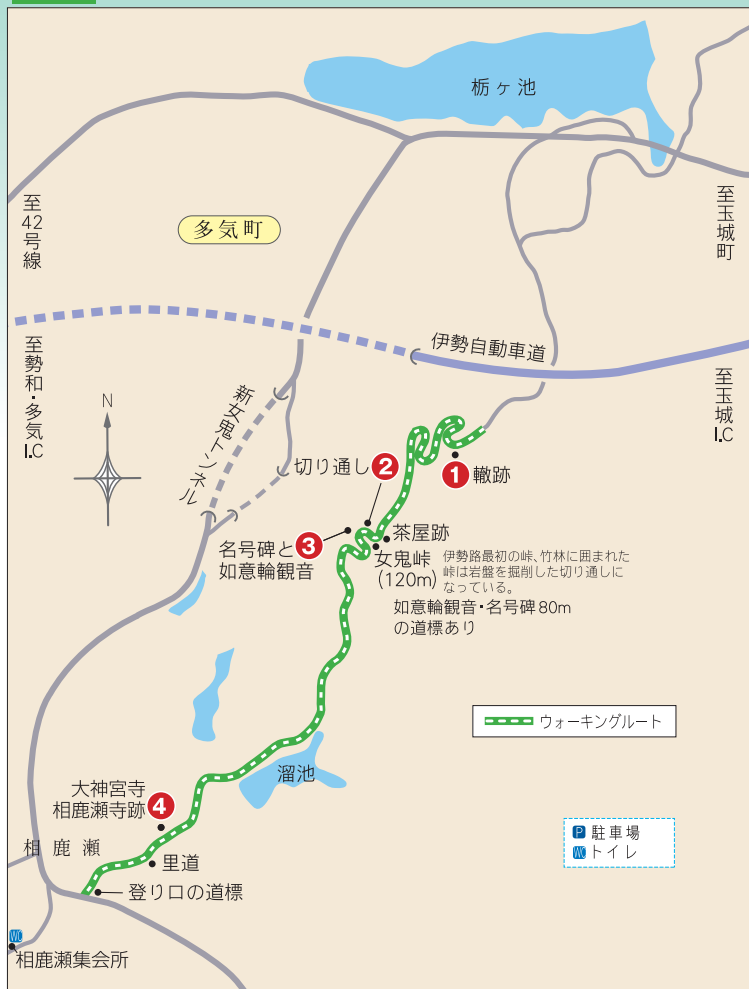 栃ヶ池
至42号線
多気町
至玉城町
伊勢自動車道
至勢和・多気I.C
至玉城I.C
N
新女鬼トンネル
切り通し
2
1
轍跡
名号碑と
如意輪観音
3
茶屋跡
女鬼峠
(120m)
伊勢路最初の峠、竹林に囲まれた
峠は岩盤を掘削した切り通しに
なっている。
如意輪観音・名号碑80m
の道標あり
ウォーキングルート
溜池
大神宮寺
相鹿瀬寺跡
4
P 駐車場
WC トイレ
相鹿瀬
里道
登り口の道標
WC
相鹿瀬集会所